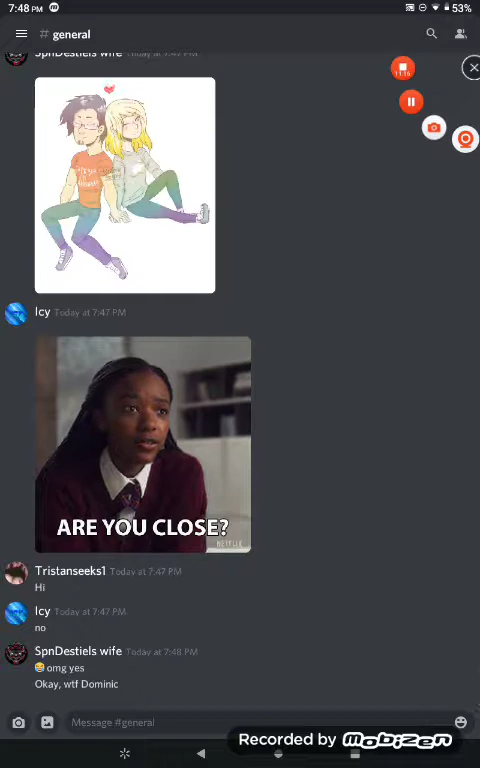 7:48 PM
53%
# general
SpnDestiels wife Today at 7:47 PM
11:16
Icy Today at 7:47 PM
ARE YOU CLOSE?
NETFLIX
Tristanseeks1 Today at 7:47 PM
Hi
Icy Today at 7:47 PM
no
SpnDestiels wife Today at 7:48 PM
😂omg yes
Okay, wtf Dominic
Message #general
Recorded by mobizen